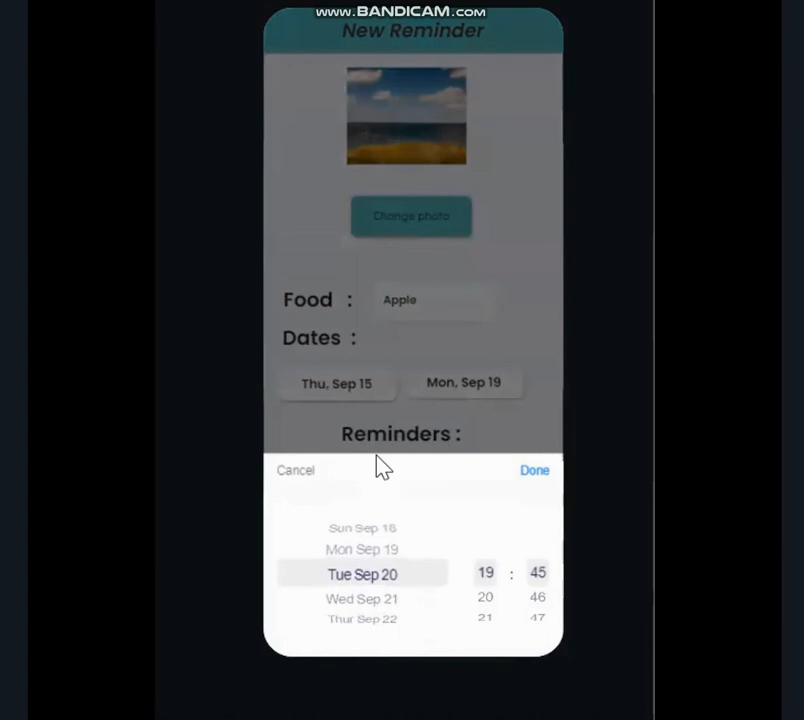 www.BANDICAM.com
New Reminder
Change photo
Food : Apple
Dates :
Thu, Sep 15 Mon, Sep 19
Reminders :
Cancel Done
Sun Sep 18
Mon Sep 19
Tue Sep 20 19 : 45
Wed Sep 21 20 46
Thur Sep 22 21 47